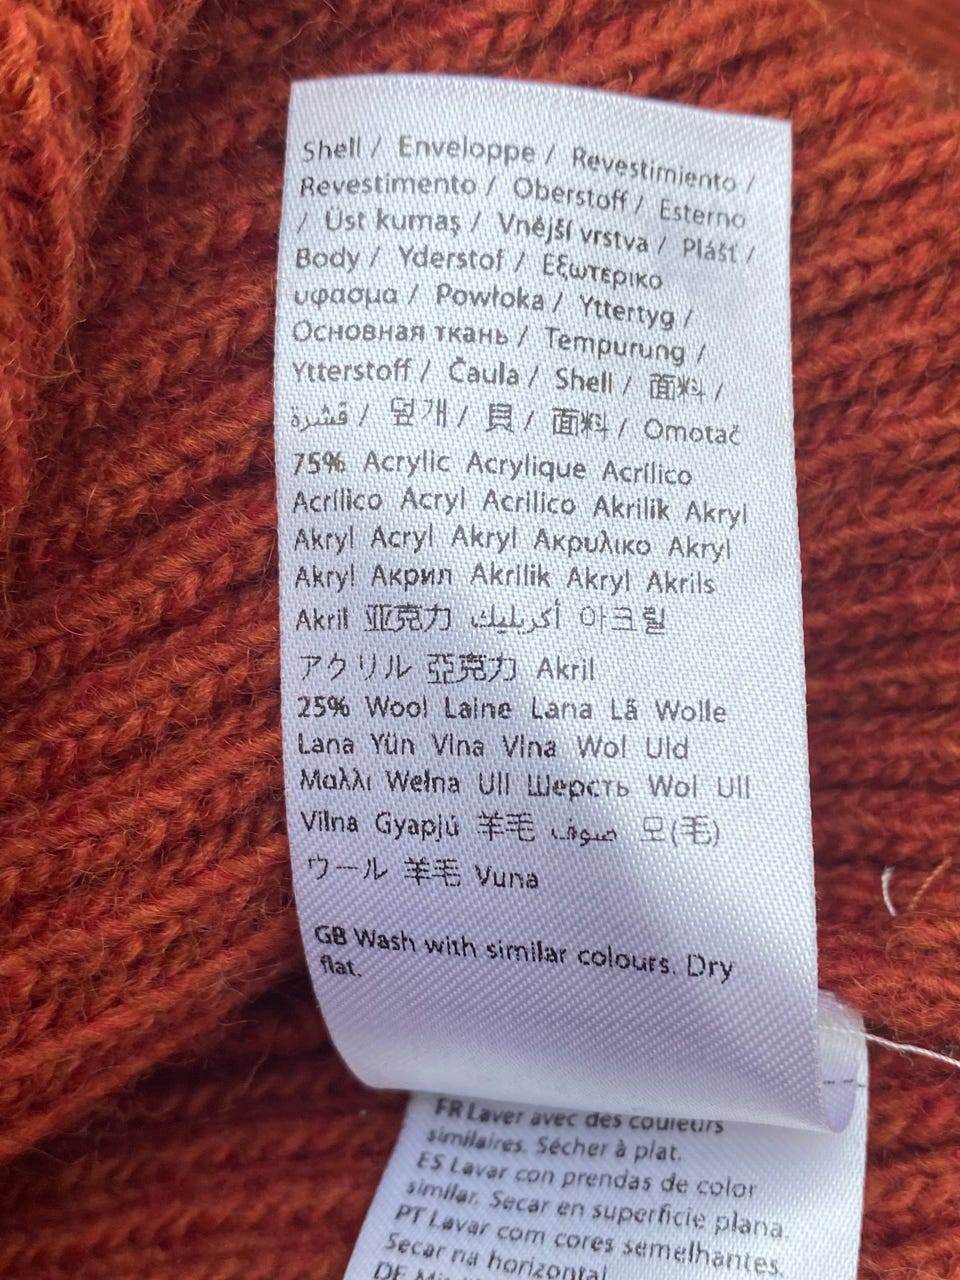 Shell / Enveloppe / Revestimiento /
Revestimento / Oberstoff / Esterno
/ Üst kumaş / Vnější vrstva / Plášť /
Body / Yderstof / Εξωτερικο
υφασμα / Powłoka / Yttertyg /
Основная ткань / Tempurung /
Ytterstoff / Čaula / Shell / 面料 /
قشرة / 덮개 / 貝 / 面料 / Omotač
75% Acrylic Acrylique Acrílico
Acrílico Acryl Acrilico Akrilik Akryl
Akryl Acryl Akryl Ακρυλικο Akryl
Akryl Акрил Akrilik Akryl Akrils
Akril 亚克力 أكريليك 아크릴
アクリル 亞克力 Akril
25% Wool Laine Lana Lã Wolle
Lana Yün Vlna Vlna Wol Uld
Μαλλι Wełna Ull Шерсть Wol Ull
Vilna Gyapjú 羊毛 صوف 모(毛)
ウール 羊毛 Vuna
GB Wash with similar colours. Dry
flat.
FR Laver avec des couleurs
similaires. Sécher à plat.
ES Lavar con prendas de color
similar. Secar en superficie plana.
PT Lavar com cores semelhantes.
Secar na horizontal.
DE